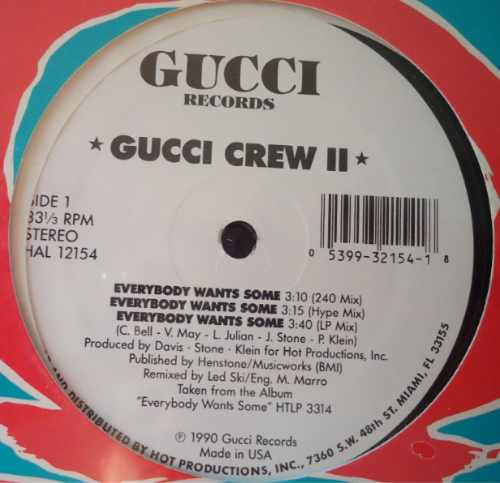 GUCCI
RECORDS
★ GUCCI CREW II ★
SIDE 1
33⅓ RPM
STEREO
HAL 12154
0 5399-32154-1 8
EVERYBODY WANTS SOME 3:10 (240 Mix)
EVERYBODY WANTS SOME 3:15 (Hype Mix)
EVERYBODY WANTS SOME 3:40 (LP Mix)
(C. Bell - V. May - L. Julian - J. Stone - P. Klein)
Produced by Davis - Stone - Klein for Hot Productions, Inc.
Published by Henstone/Musicworks (BMI)
Remixed by Led Ski/Eng. M. Marro
Taken from the Album
"Everybody Wants Some" HTLP 3314
℗ 1990 Gucci Records
Made in USA
AND DISTRIBUTED BY HOT PRODUCTIONS, INC., 7360 S.W. 48th ST. MIAMI, FL 33155